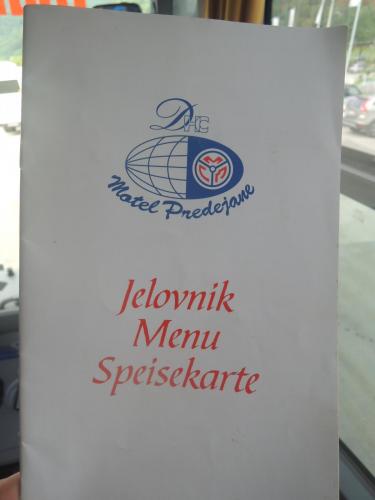 DHC
Motel Predejane
Jelovnik
Menu
Speisekarte